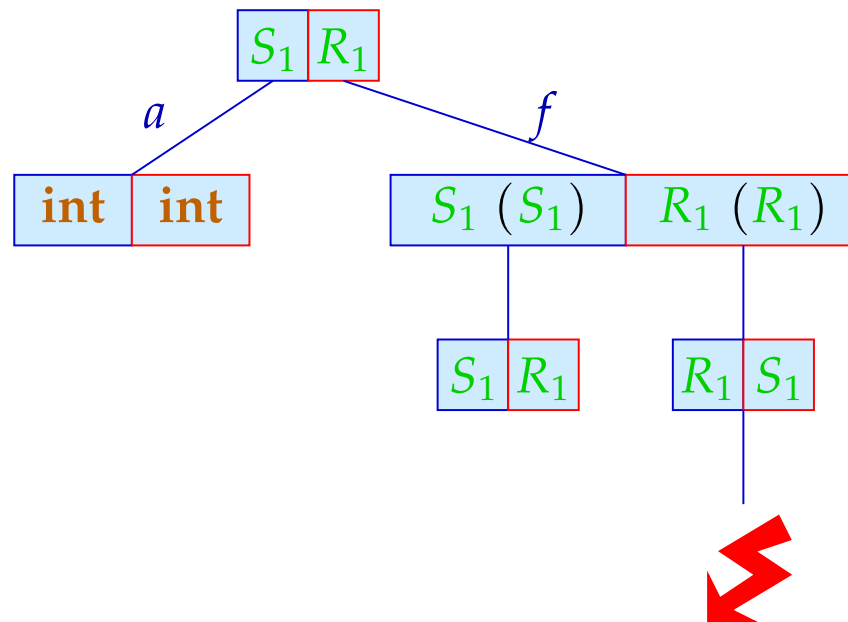 S₁ R₁
a f
int int S₁ (S₁) R₁ (R₁)
S₁ R₁ R₁ S₁